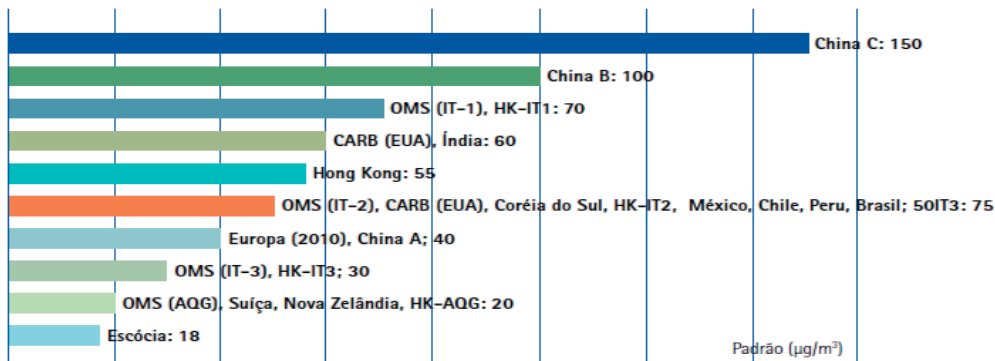 China C: 150
China B: 100
OMS (IT-1), HK-IT1: 70
CARB (EUA), Índia: 60
Hong Kong: 55
OMS (IT-2), CARB (EUA), Coréia do Sul, HK-IT2, México, Chile, Peru, Brasil; 50IT3: 75
Europa (2010), China A; 40
OMS (IT-3), HK-IT3; 30
OMS (AQG), Suíça, Nova Zelândia, HK-AQG: 20
Escócia: 18
Padrão (µg/m³)